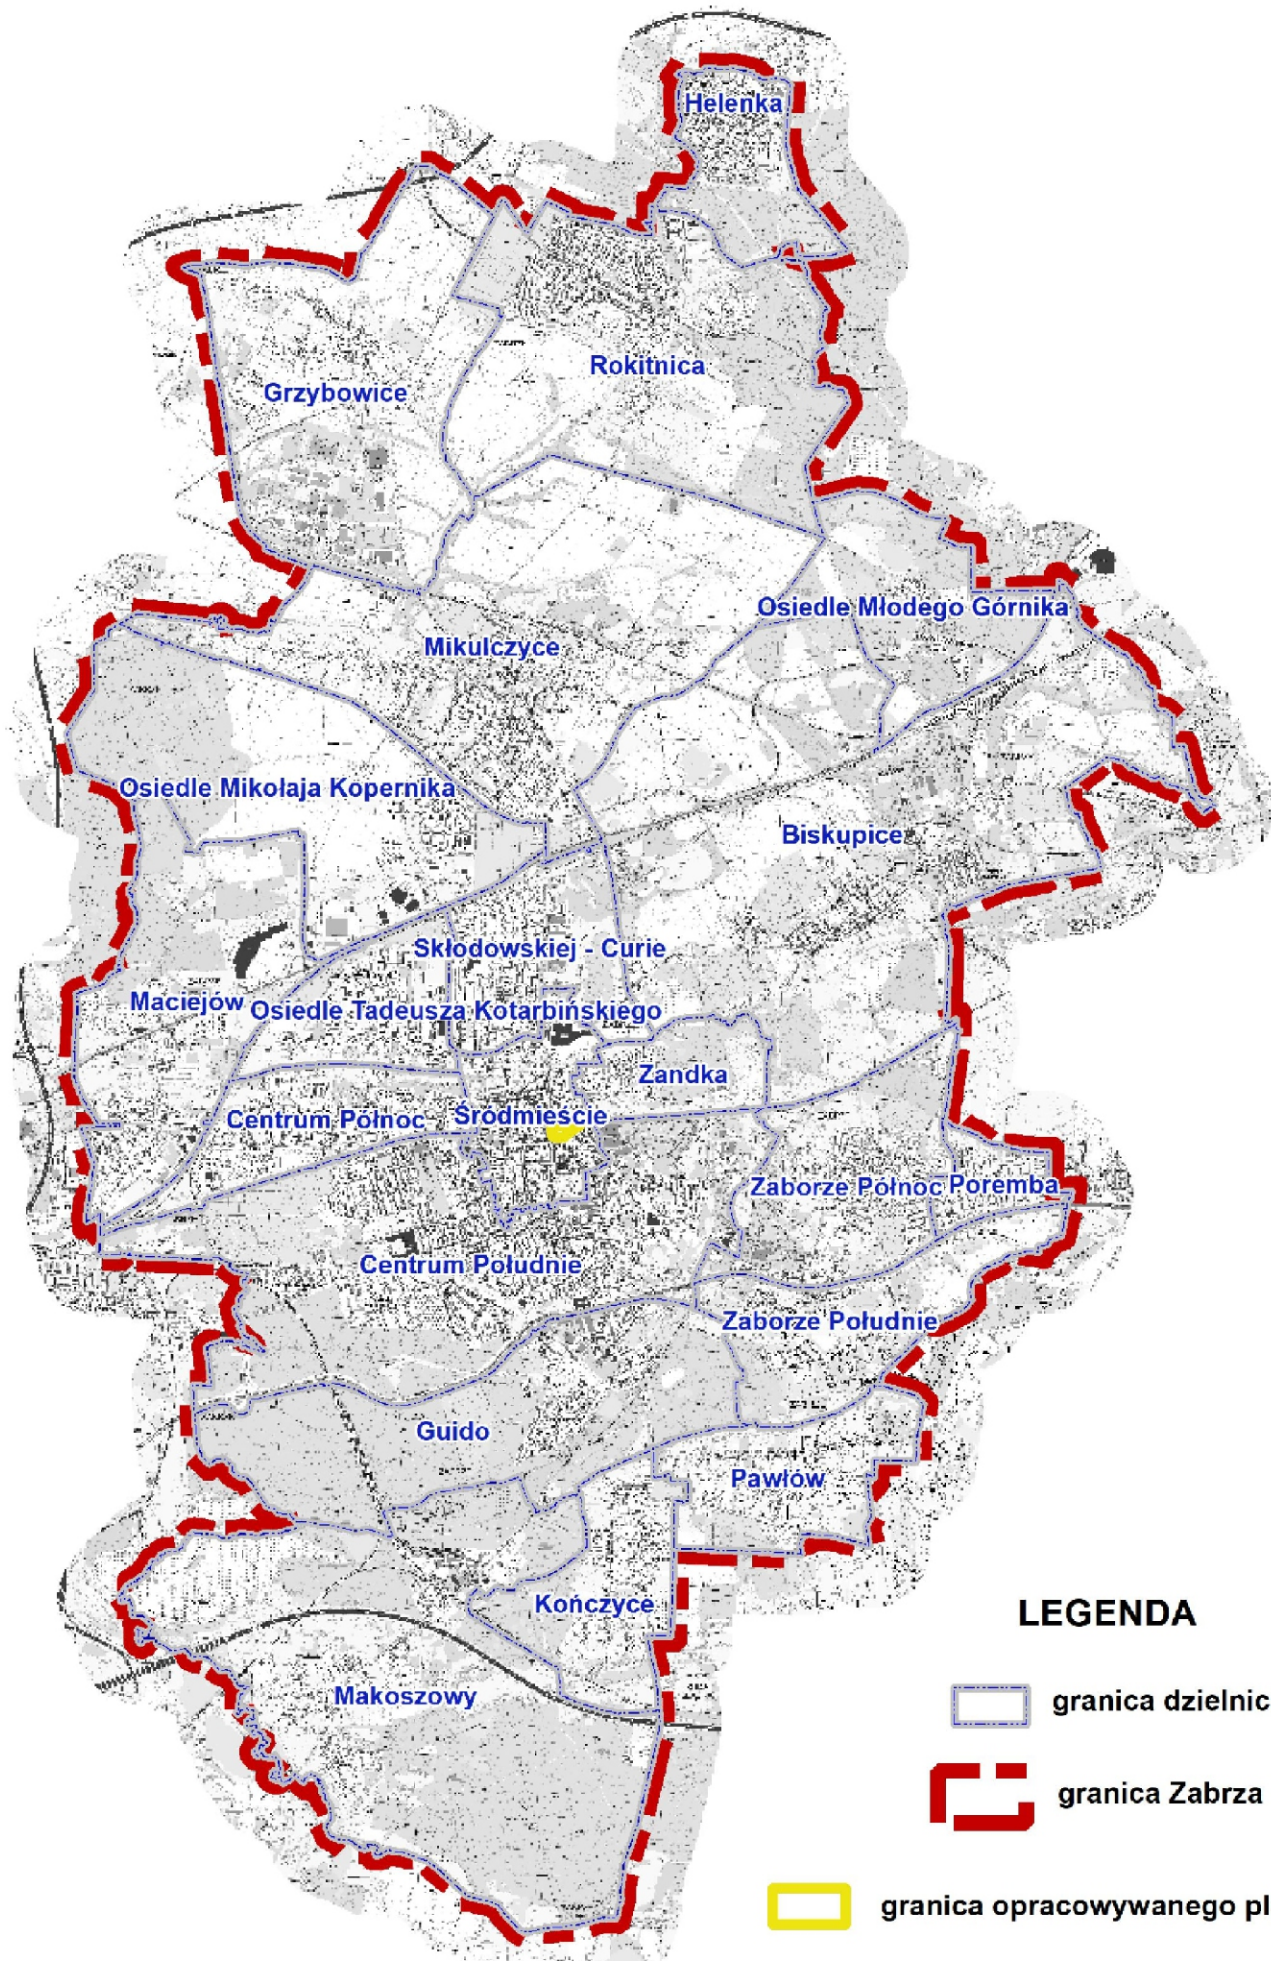 Helenka
Rokitnica
Grzybowice
Osiedle Młodego Górnika
Mikulczyce
Osiedle Mikołaja Kopernika
Biskupice
Skłodowskiej - Curie
Maciejów
Osiedle Tadeusza Kotarbińskiego
Zandka
Centrum Północ
Śródmieście
Zaborze Północ
Poremba
Centrum Południe
Zaborze Południe
Guido
Pawłów
Kończyce
Makoszowy
LEGENDA
granica dzielnic
granica Zabrza
granica opracowywanego pl